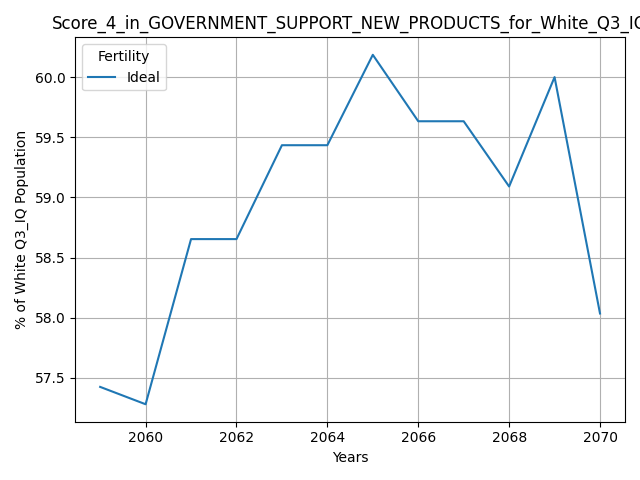 Score_4_in_GOVERNMENT_SUPPORT_NEW_PRODUCTS_for_White_Q3_IQ
Fertility
Ideal
% of White Q3_IQ Population
60.0
59.5
59.0
58.5
58.0
57.5
2060 2062 2064 2066 2068 2070
Years